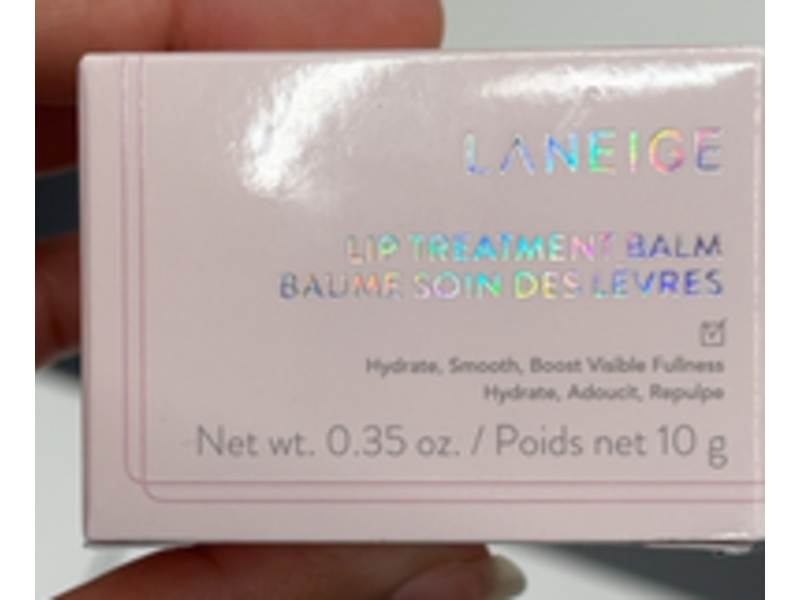 LANEIGE
LIP TREATMENT BALM
BAUME SOIN DES LÈVRES
Hydrate, Smooth, Boost Visible Fullness
Hydrate, Adoucit, Repulpe
Net wt. 0.35 oz. / Poids net 10 g